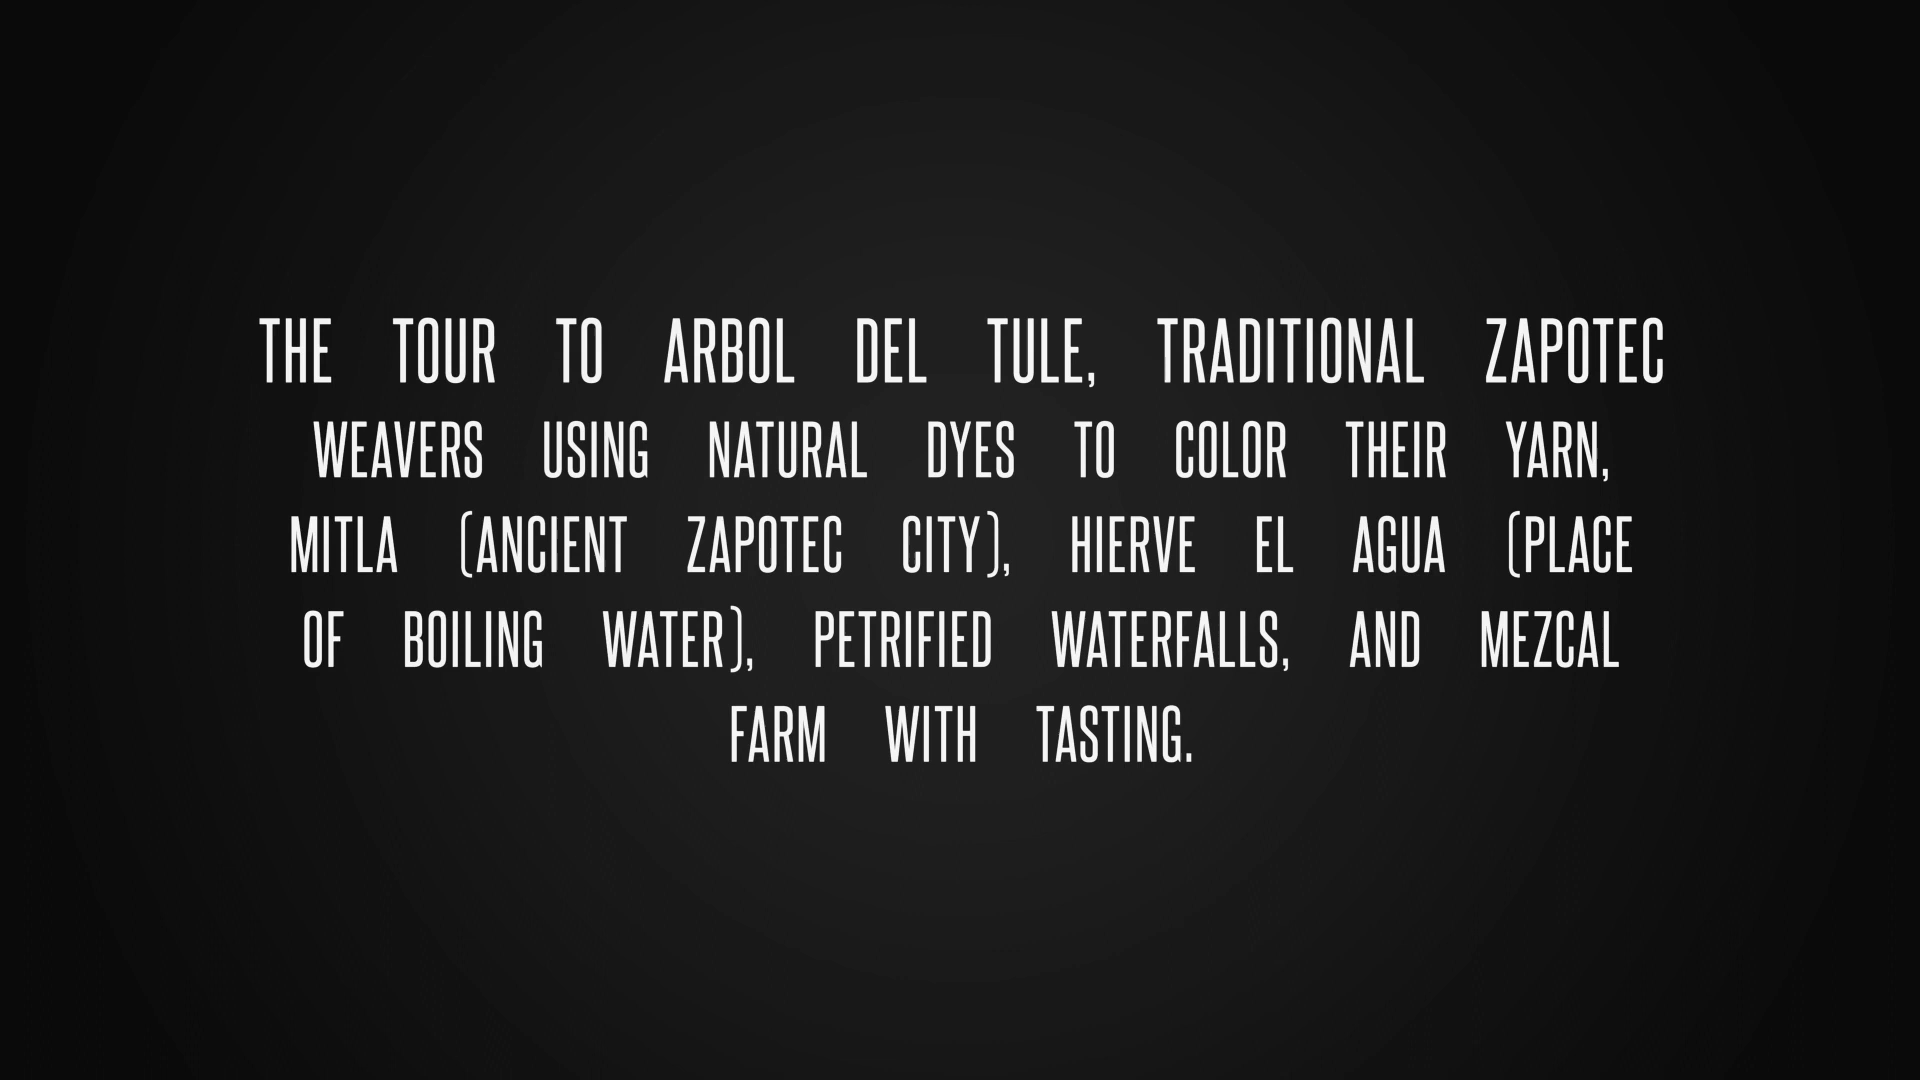 THE TOUR TO ARBOL DEL TULE, TRADITIONAL ZAPOTEC
WEAVERS USING NATURAL DYES TO COLOR THEIR YARN,
MITLA (ANCIENT ZAPOTEC CITY), HIERVE EL AGUA (PLACE
OF BOILING WATER), PETRIFIED WATERFALLS, AND MEZCAL
FARM WITH TASTING.